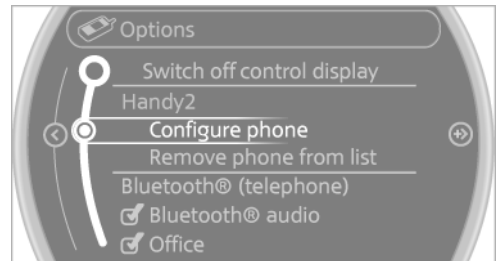 Options
Switch off control display
Handy2
Configure phone
Remove phone from list
Bluetooth® (telephone)
Bluetooth® audio
Office